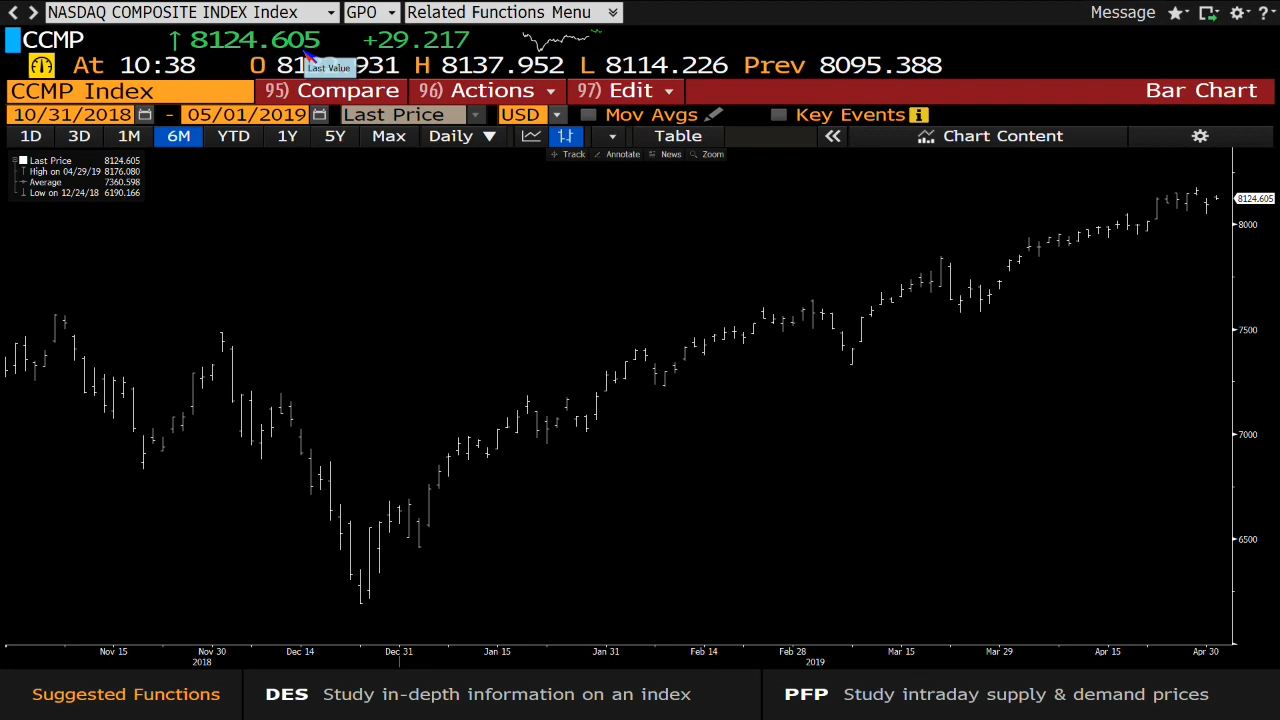 NASDAQ COMPOSITE INDEX Index GPO Related Functions Menu Message ?
CCMP ↑ 8124.605 +29.217
At 10:38 O 931 H 8137.952 L 8114.226 Prev 8095.388
Last Value
CCMP Index 95) Compare 96) Actions 97) Edit Bar Chart
10/31/2018 - 05/01/2019 Last Price USD Mov Avgs Key Events i
1D 3D 1M 6M YTD 1Y 5Y Max Daily ▼ Table « Chart Content
Track Annotate News Zoom
Last Price 8124.605
High on 04/29/19 8176.080
Average 7360.598
Low on 12/24/18 6190.166
8124.605
8000
7500
7000
6500
Nov 15 Nov 30 Dec 14 Dec 31 Jan 15 Jan 31 Feb 14 Feb 28 Mar 15 Mar 29 Apr 15 Apr 30
2018 2019
Suggested Functions DES Study in-depth information on an index PFP Study intraday supply & demand prices